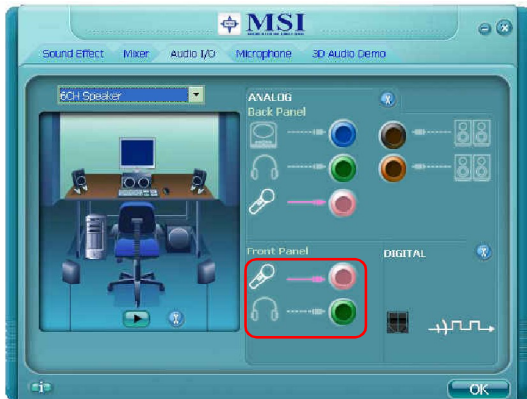 MSI
Sound Effect Mixer Audio I/O Microphone 3D Audio Demo
6CH Speaker
ANALOG
Back Panel
Front Panel
DIGITAL
OK